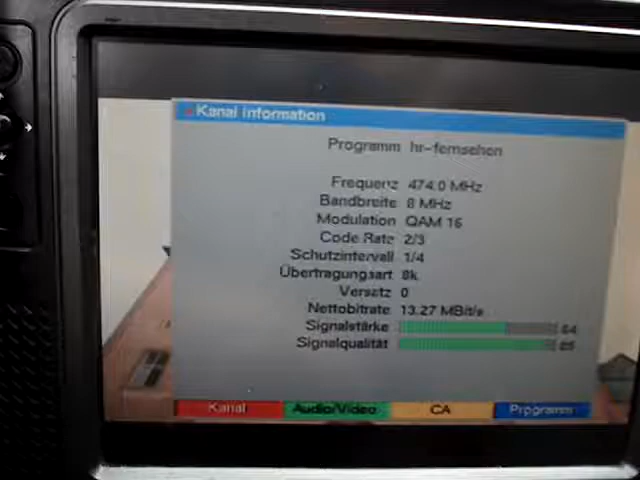 Kanal Information
Programm hr-fernsehen
Frequenz 474.0 MHz
Bandbreite 8 MHz
Modulation QAM 16
Code Rate 2/3
Schutzintervall 1/4
Übertragungsart 8k
Versatz 0
Nettobitrate 13.27 MBit/s
Signalstärke 64
Signalqualität
Kanal Audio/Video CA Programm